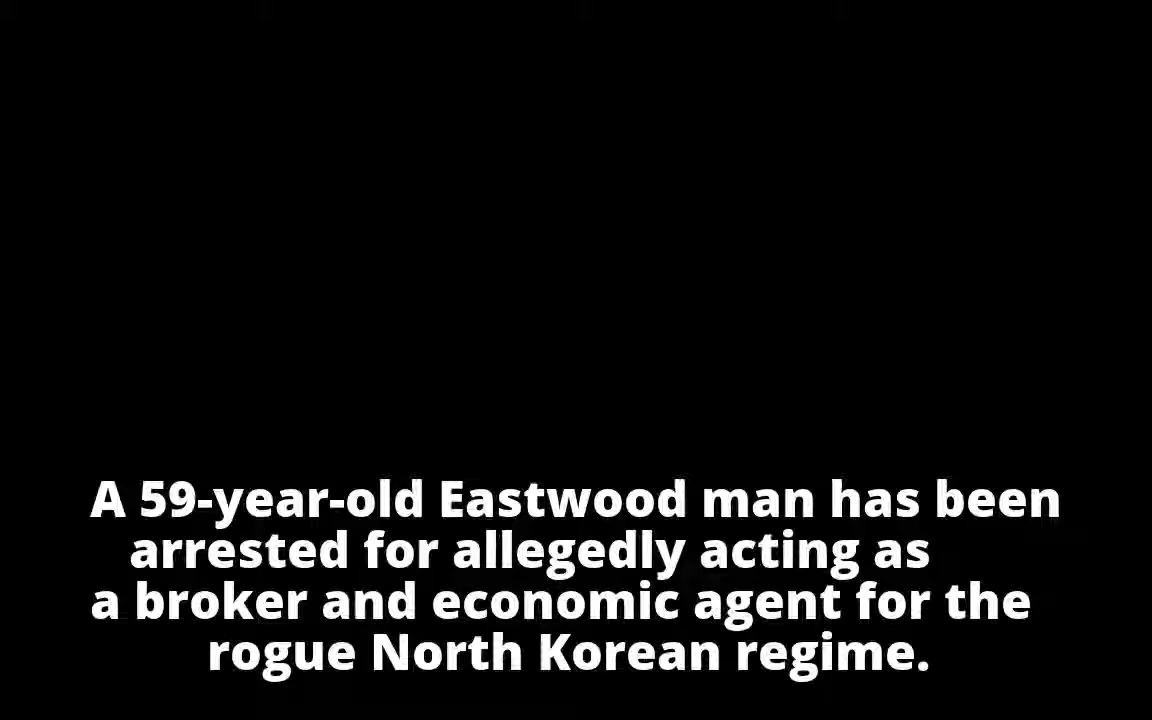 A 59-year-old Eastwood man has been
arrested for allegedly acting as
a broker and economic agent for the
rogue North Korean regime.